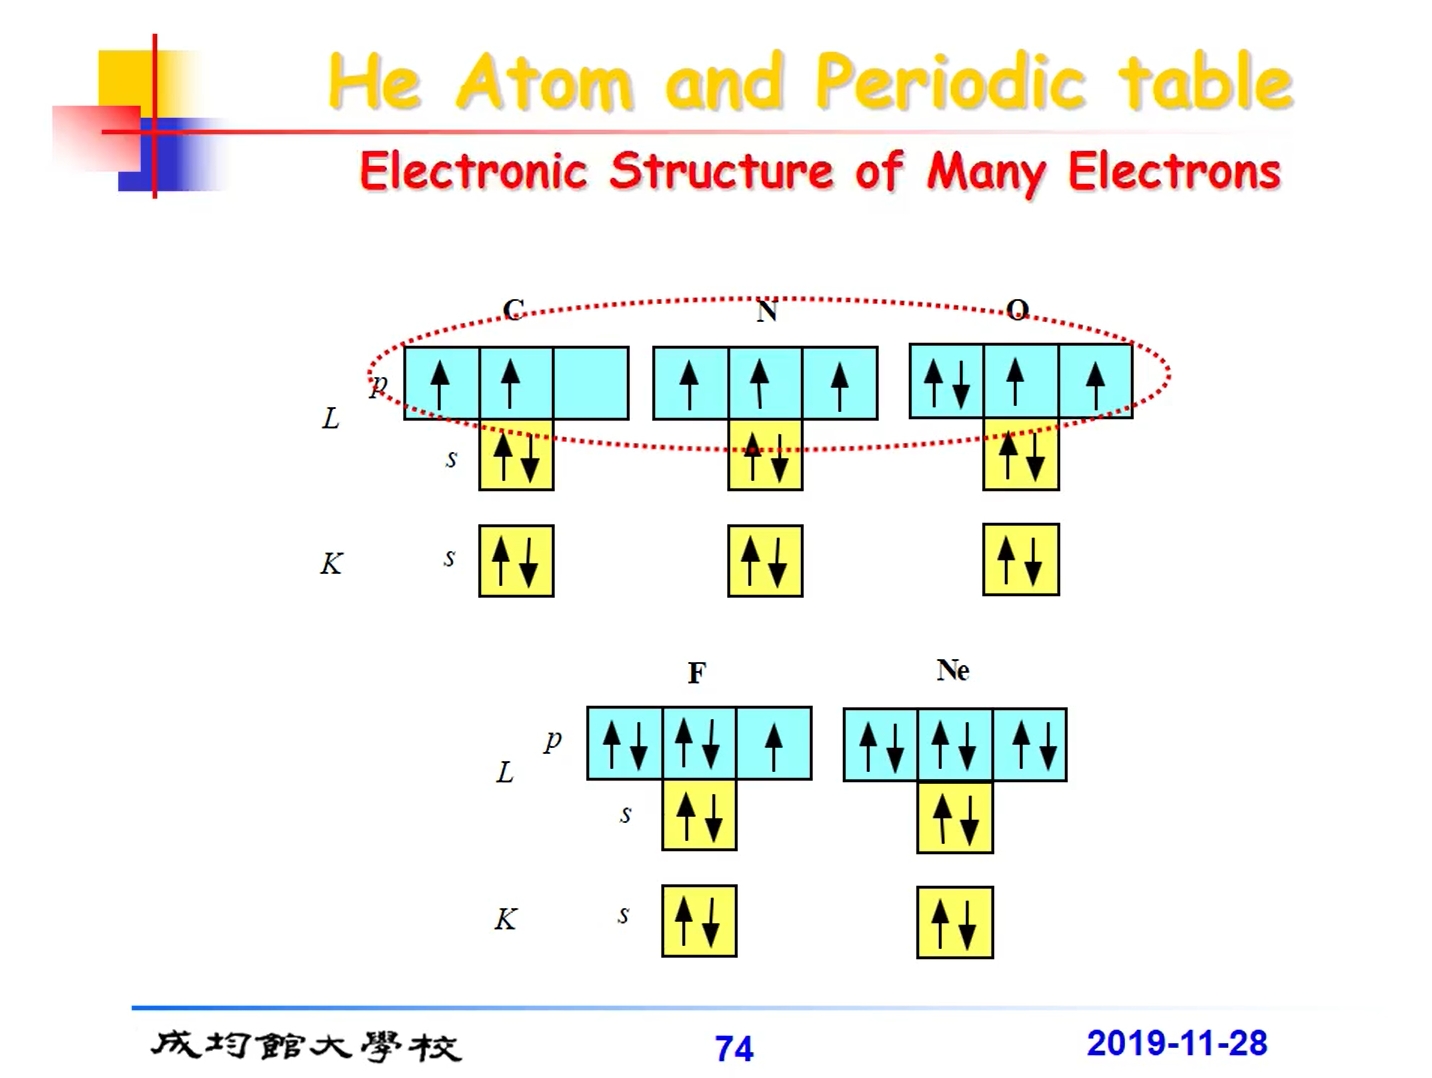 He Atom and Periodic table
Electronic Structure of Many Electrons
C N O
p
L
s
K s
F Ne
p
L
s
K s
成均館大學校 74 2019-11-28